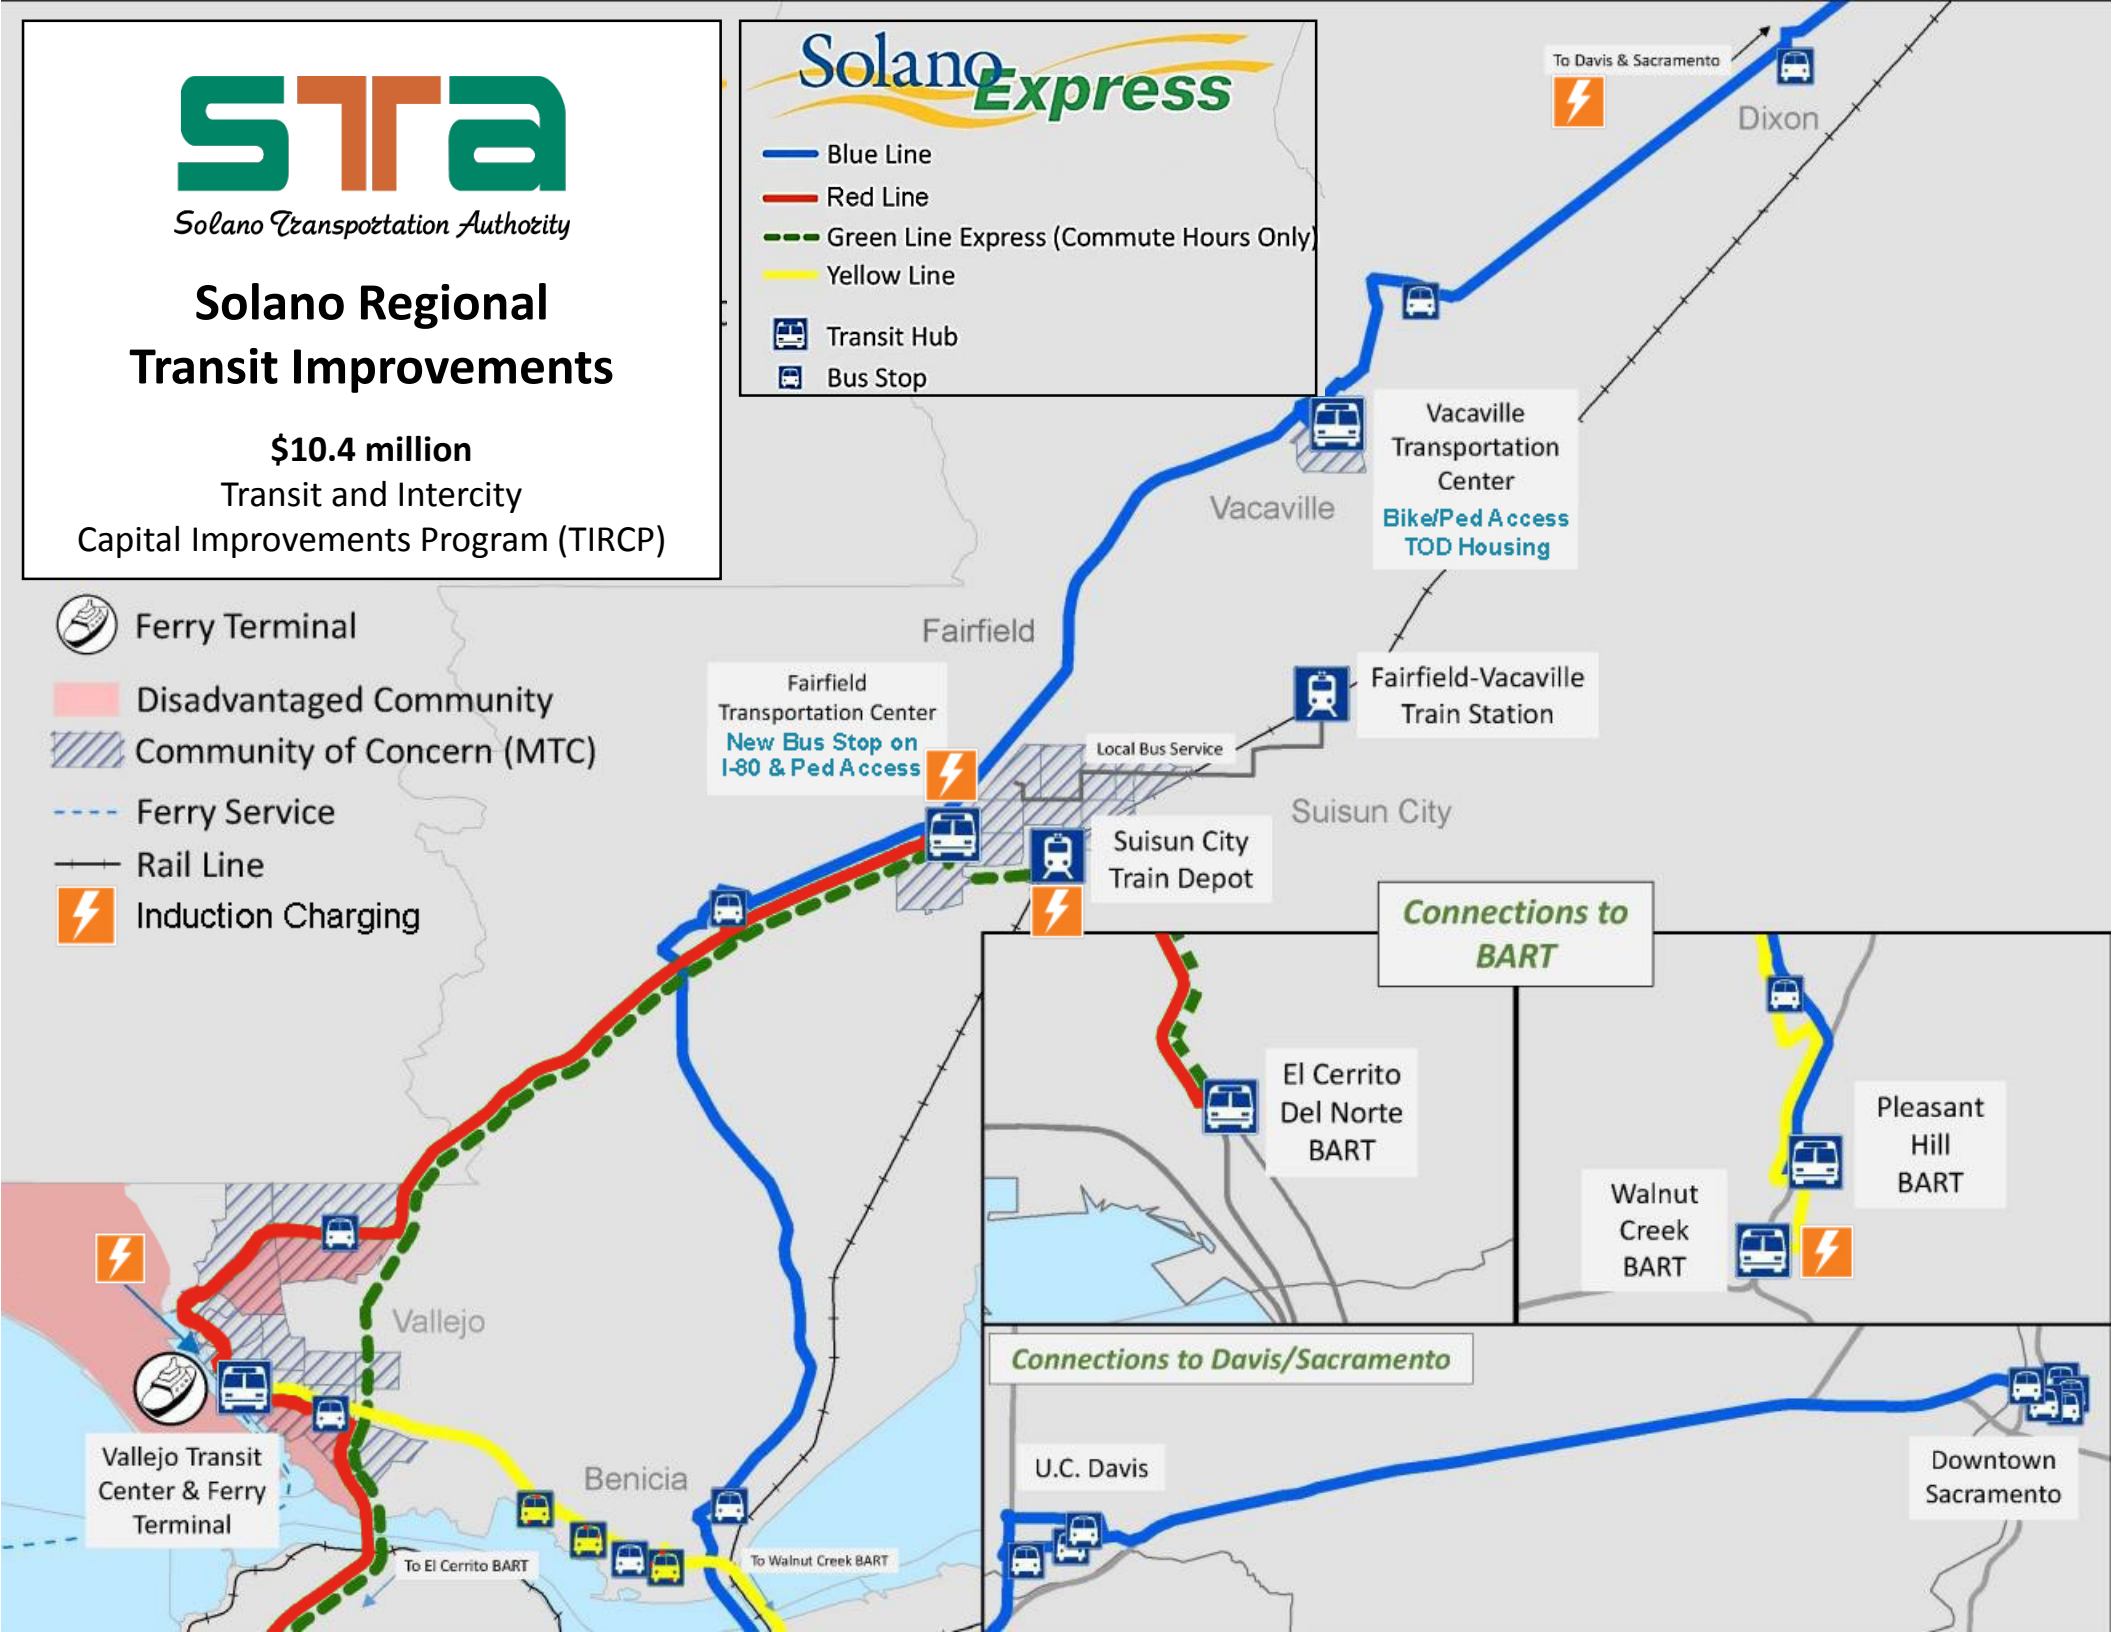 STA
Solano Transportation Authority
Solano Regional
Transit Improvements
$10.4 million
Transit and Intercity
Capital Improvements Program (TIRCP)
Solano
Express
Blue Line
Red Line
Green Line Express (Commute Hours Only)
Yellow Line
Transit Hub
Bus Stop
To Davis & Sacramento
Dixon
Vacaville
Transportation
Center
Bike/Ped Access
TOD Housing
Vacaville
Ferry Terminal
Disadvantaged Community
Community of Concern (MTC)
Ferry Service
Rail Line
Induction Charging
Fairfield
Fairfield
Transportation Center
New Bus Stop on
I-80 & Ped Access
Fairfield-Vacaville
Train Station
Local Bus Service
Suisun City
Suisun City
Train Depot
Connections to
BART
El Cerrito
Del Norte
BART
Pleasant
Hill
BART
Walnut
Creek
BART
Vallejo
Vallejo Transit
Center & Ferry
Terminal
Benicia
To El Cerrito BART
To Walnut Creek BART
Connections to Davis/Sacramento
U.C. Davis
Downtown
Sacramento